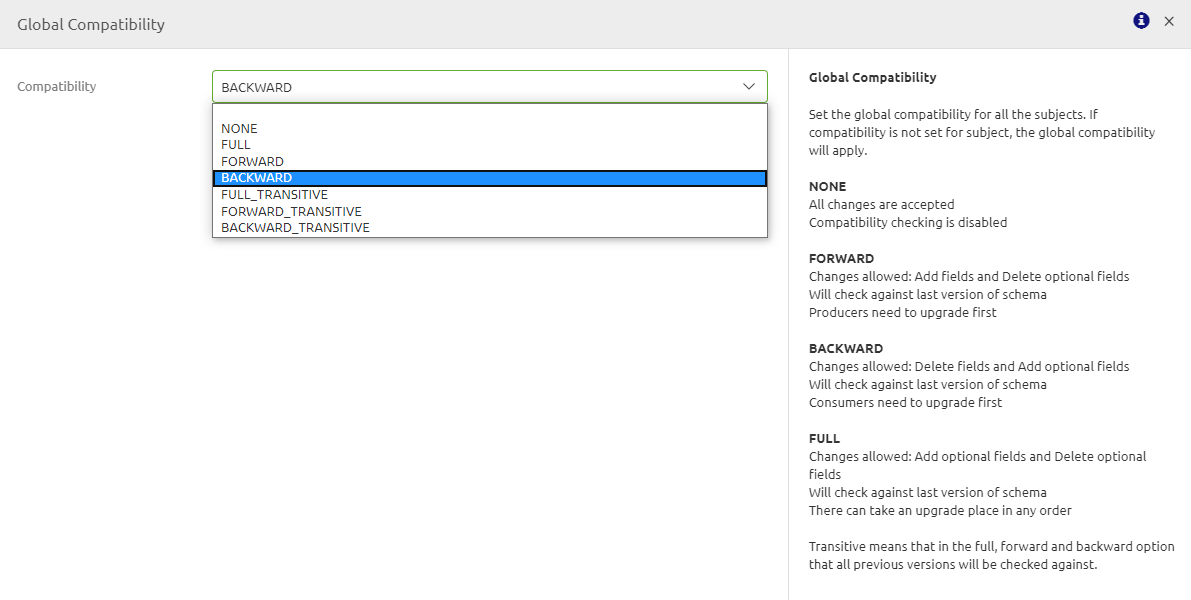 Global Compatibility
Compatibility
BACKWARD
NONE
FULL
FORWARD
BACKWARD
FULL_TRANSITIVE
FORWARD_TRANSITIVE
BACKWARD_TRANSITIVE
Global Compatibility
Set the global compatibility for all the subjects. If
compatibility is not set for subject, the global compatibility
will apply.
NONE
All changes are accepted
Compatibility checking is disabled
FORWARD
Changes allowed: Add fields and Delete optional fields
Will check against last version of schema
Producers need to upgrade first
BACKWARD
Changes allowed: Delete fields and Add optional fields
Will check against last version of schema
Consumers need to upgrade first
FULL
Changes allowed: Add optional fields and Delete optional
fields
Will check against last version of schema
There can take an upgrade place in any order
Transitive means that in the full, forward and backward option
that all previous versions will be checked against.